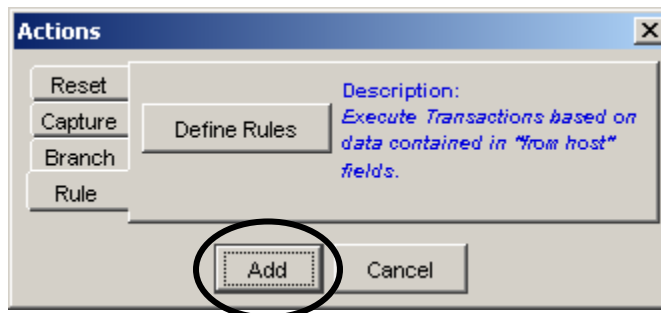 Actions
Reset
Capture
Branch
Rule
Define Rules
Description:
Execute Transactions based on
data contained in "from host"
fields.
Add
Cancel